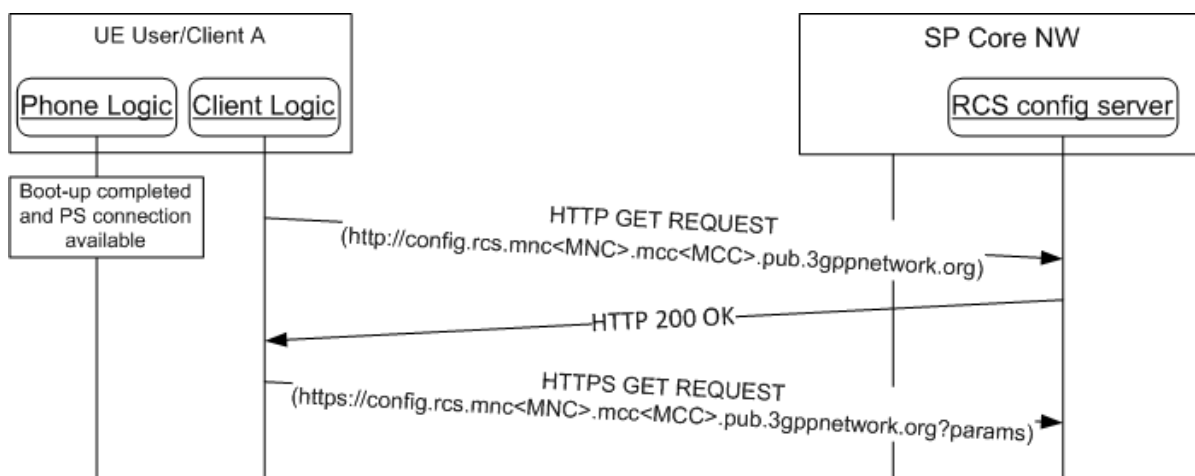 UE User/Client A
SP Core NW
Phone Logic
Client Logic
RCS config server
Boot-up completed
and PS connection
available
HTTP GET REQUEST
(http://config.rcs.mnc<MNC>.mcc<MCC>.pub.3gppnetwork.org)
HTTP 200 OK
HTTPS GET REQUEST
(https://config.rcs.mnc<MNC>.mcc<MCC>.pub.3gppnetwork.org?params)